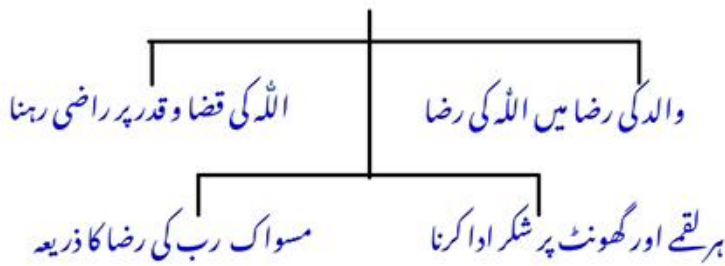 والد کی رضا میں اللہ کی رضا
اللہ کی قضا و قدر پر راضی رہنا
ہر لقمے اور گھونٹ پر شکر ادا کرنا
مسواک رب کی رضا کا ذریعہ